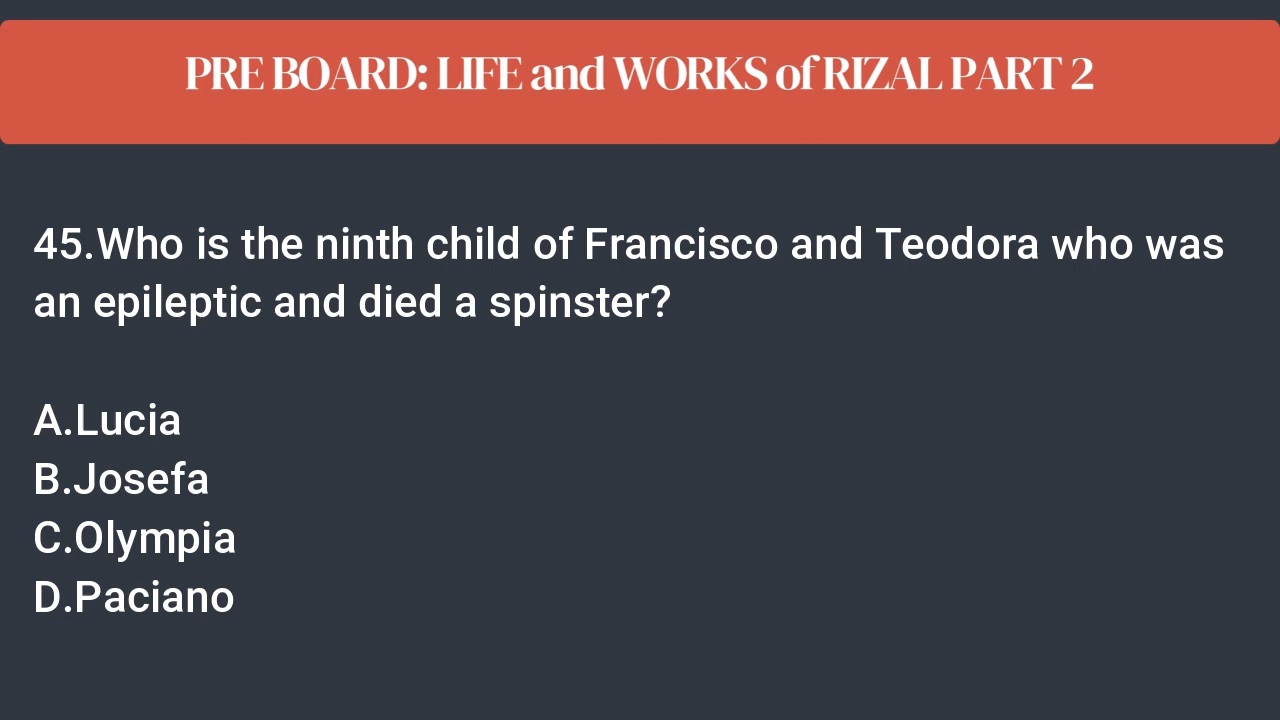 PRE BOARD: LIFE and WORKS of RIZAL PART 2
45.Who is the ninth child of Francisco and Teodora who was
an epileptic and died a spinster?
A.Lucia
B.Josefa
C.Olympia
D.Paciano